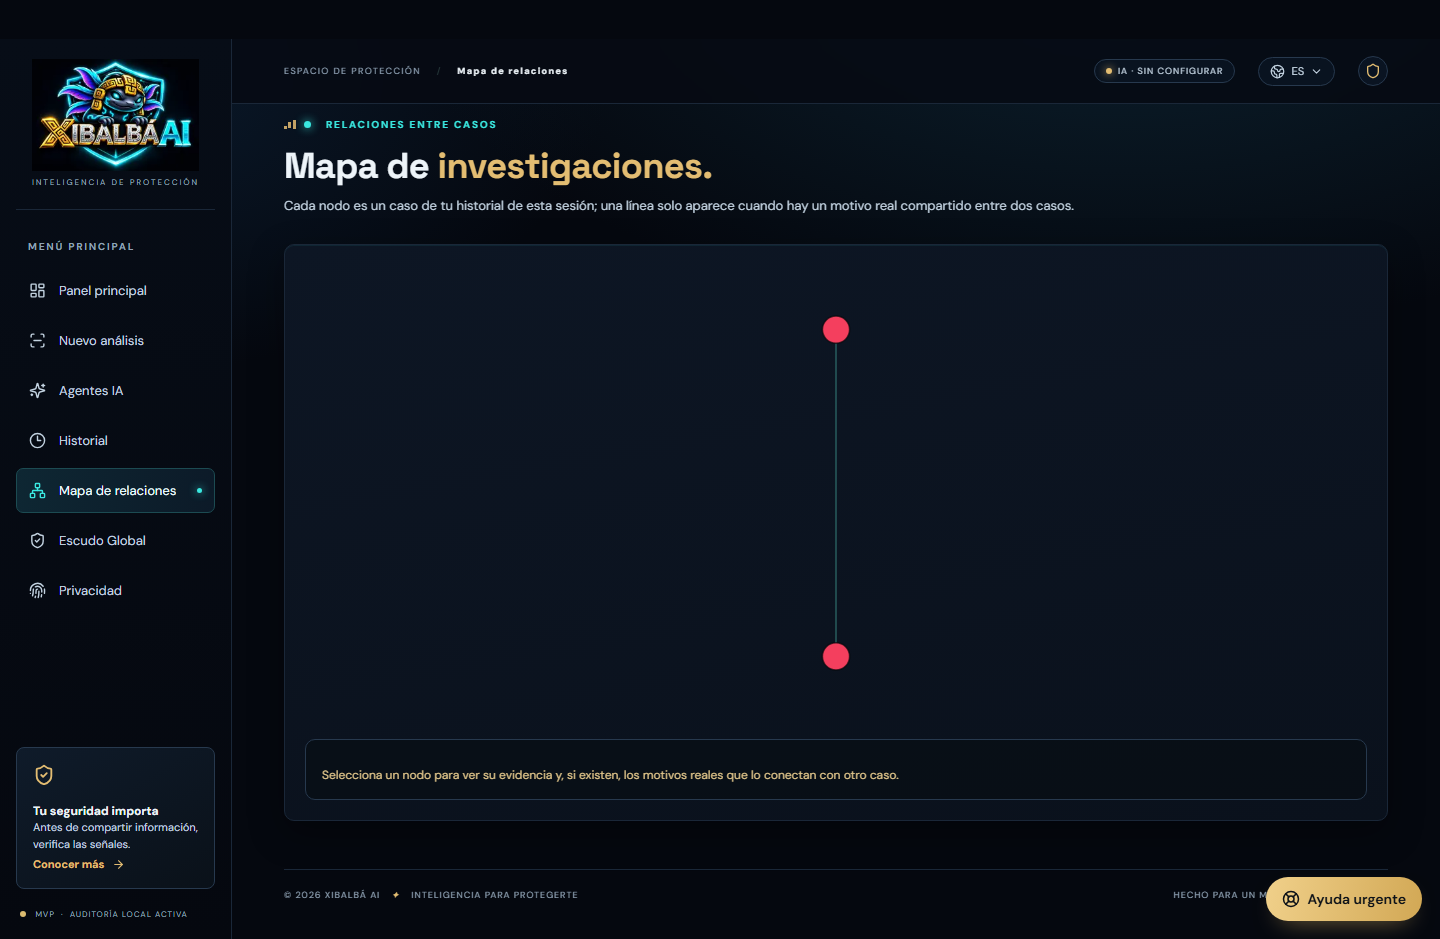 XIBALBÁ AI
INTELIGENCIA DE PROTECCIÓN
MENÚ PRINCIPAL
Panel principal
Nuevo análisis
Agentes IA
Historial
Mapa de relaciones
Escudo Global
Privacidad
Tu seguridad importa
Antes de compartir información,
verifica las señales.
Conocer más →
MVP · AUDITORÍA LOCAL ACTIVA
ESPACIO DE PROTECCIÓN / Mapa de relaciones
IA · SIN CONFIGURAR
ES
RELACIONES ENTRE CASOS
Mapa de investigaciones.
Cada nodo es un caso de tu historial de esta sesión; una línea solo aparece cuando hay un motivo real compartido entre dos casos.
Selecciona un nodo para ver su evidencia y, si existen, los motivos reales que lo conectan con otro caso.
© 2026 XIBALBÁ AI ✦ INTELIGENCIA PARA PROTEGERTE
HECHO PARA UN
Ayuda urgente